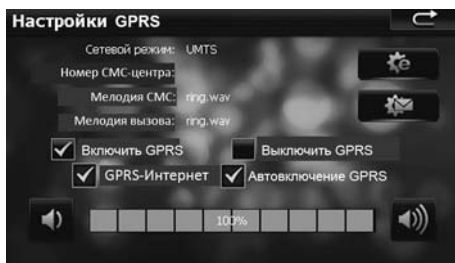 Настройки GPRS
Сетевой режим: UMTS
Номер СМС-центра:
Мелодия СМС: ring.wav
Мелодия вызова: ring.wav
Включить GPRS Выключить GPRS
GPRS-Интернет Автовключение GPRS
100%